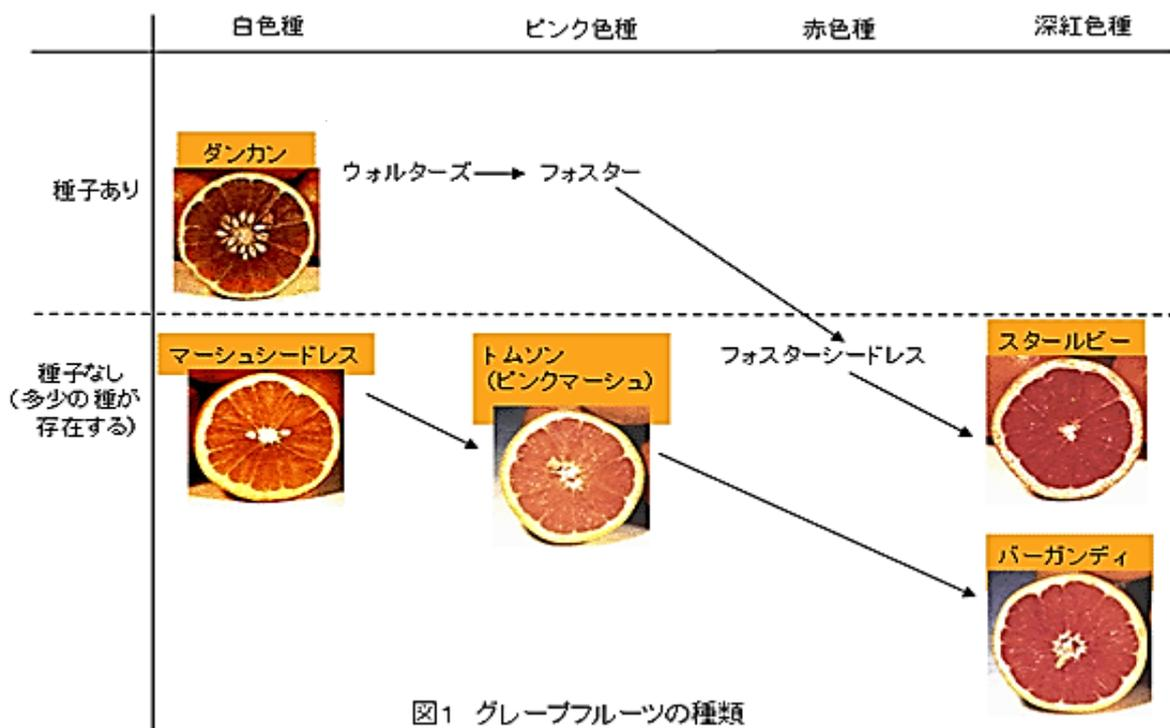 白色種
ピンク色種
赤色種
深紅色種
種子あり
ダンカン
ウォルターズ
フォスター
種子なし
(多少の種が
存在する)
マーシュシードレス
トムソン
(ピンクマーシュ)
フォスターシードレス
スタールビー
バーガンディ
図1 グレープフルーツの種類